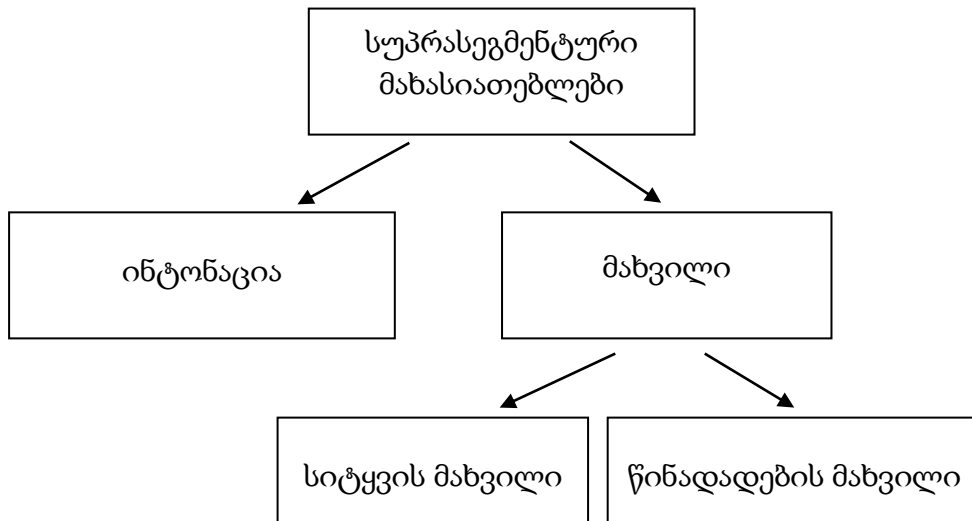 სუპრასეგმენტური
მახასიათებლები
ინტონაცია
მახვილი
სიტყვის მახვილი
წინადადების მახვილი